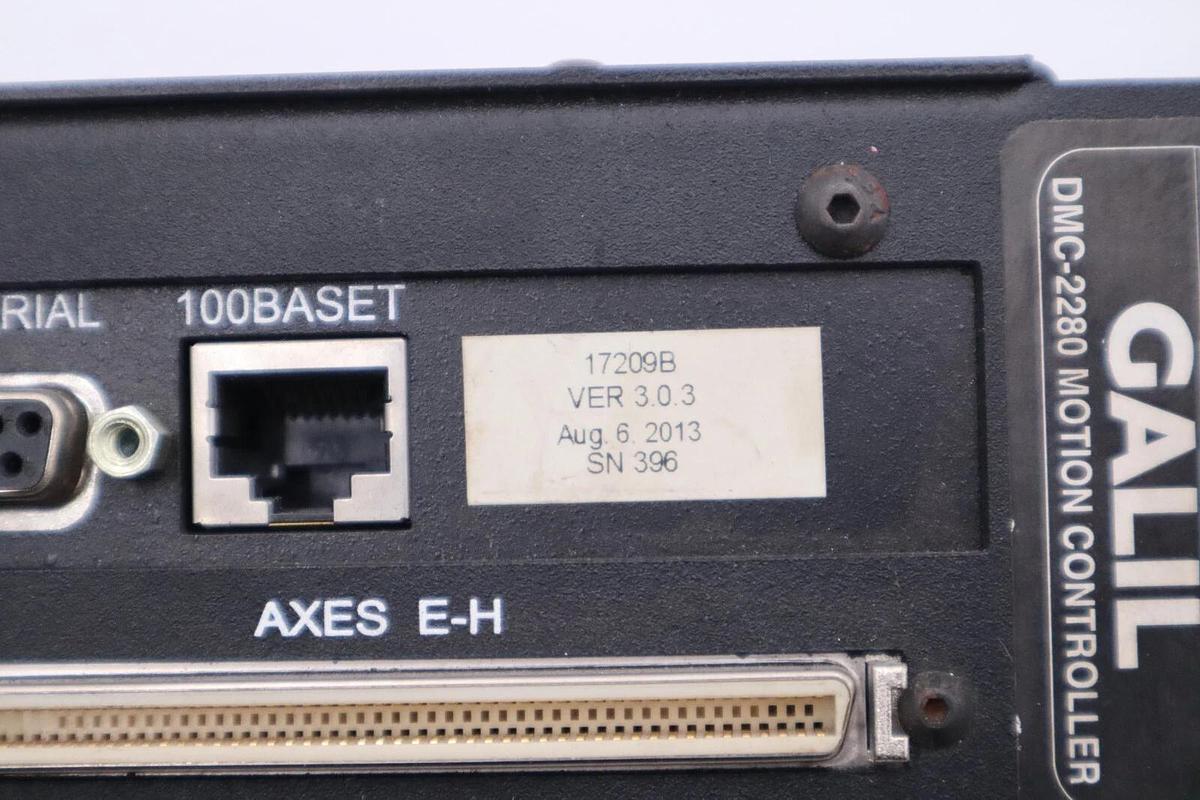 RIAL
100BASET
17209B
VER 3.0.3
Aug. 6. 2013
SN 396
AXES E-H
GALIL
DMC-2280 MOTION CONTROLLER